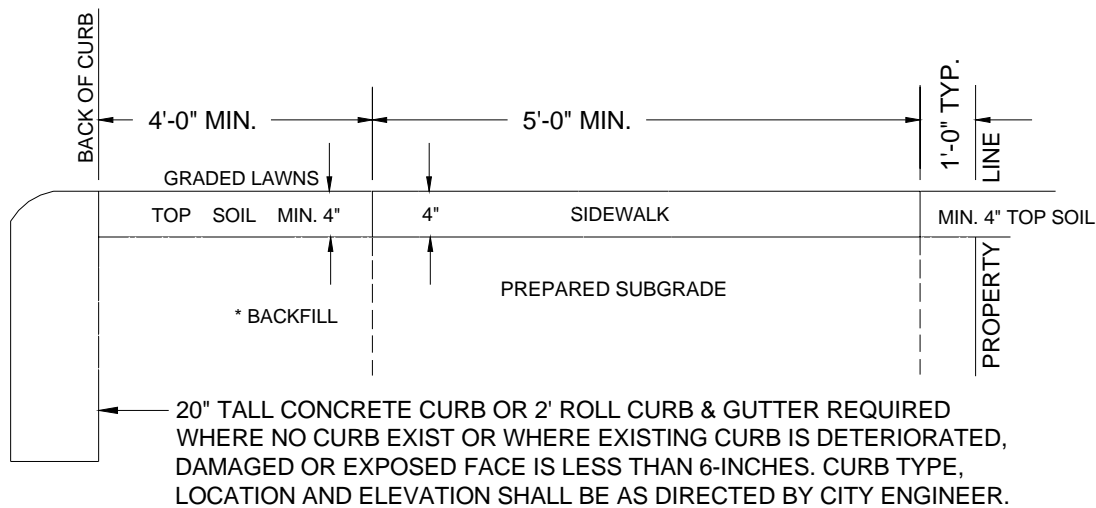 BACK OF CURB
4'-0" MIN.
5'-0" MIN.
1'-0" TYP.
GRADED LAWNS
TOP SOIL MIN. 4"
4"
SIDEWALK
MIN. 4" TOP SOIL
PROPERTY LINE
PREPARED SUBGRADE
* BACKFILL
20" TALL CONCRETE CURB OR 2' ROLL CURB & GUTTER REQUIRED
WHERE NO CURB EXIST OR WHERE EXISTING CURB IS DETERIORATED,
DAMAGED OR EXPOSED FACE IS LESS THAN 6-INCHES. CURB TYPE,
LOCATION AND ELEVATION SHALL BE AS DIRECTED BY CITY ENGINEER.